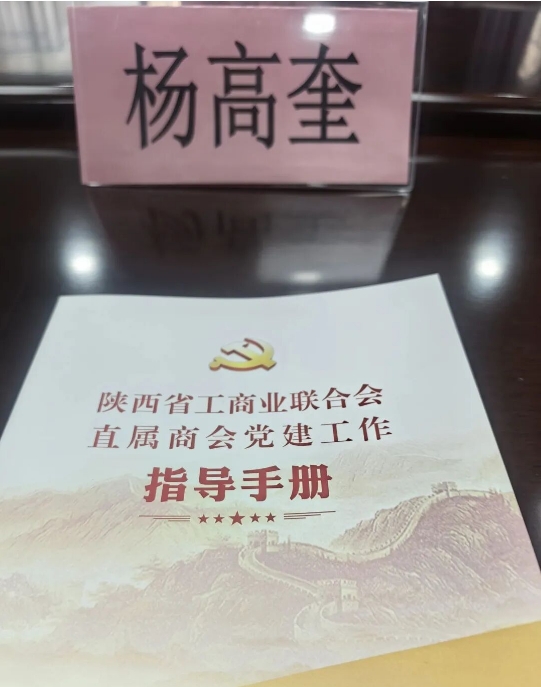 杨高奎
陕西省工商业联合会
直属商会党建工作
指导手册